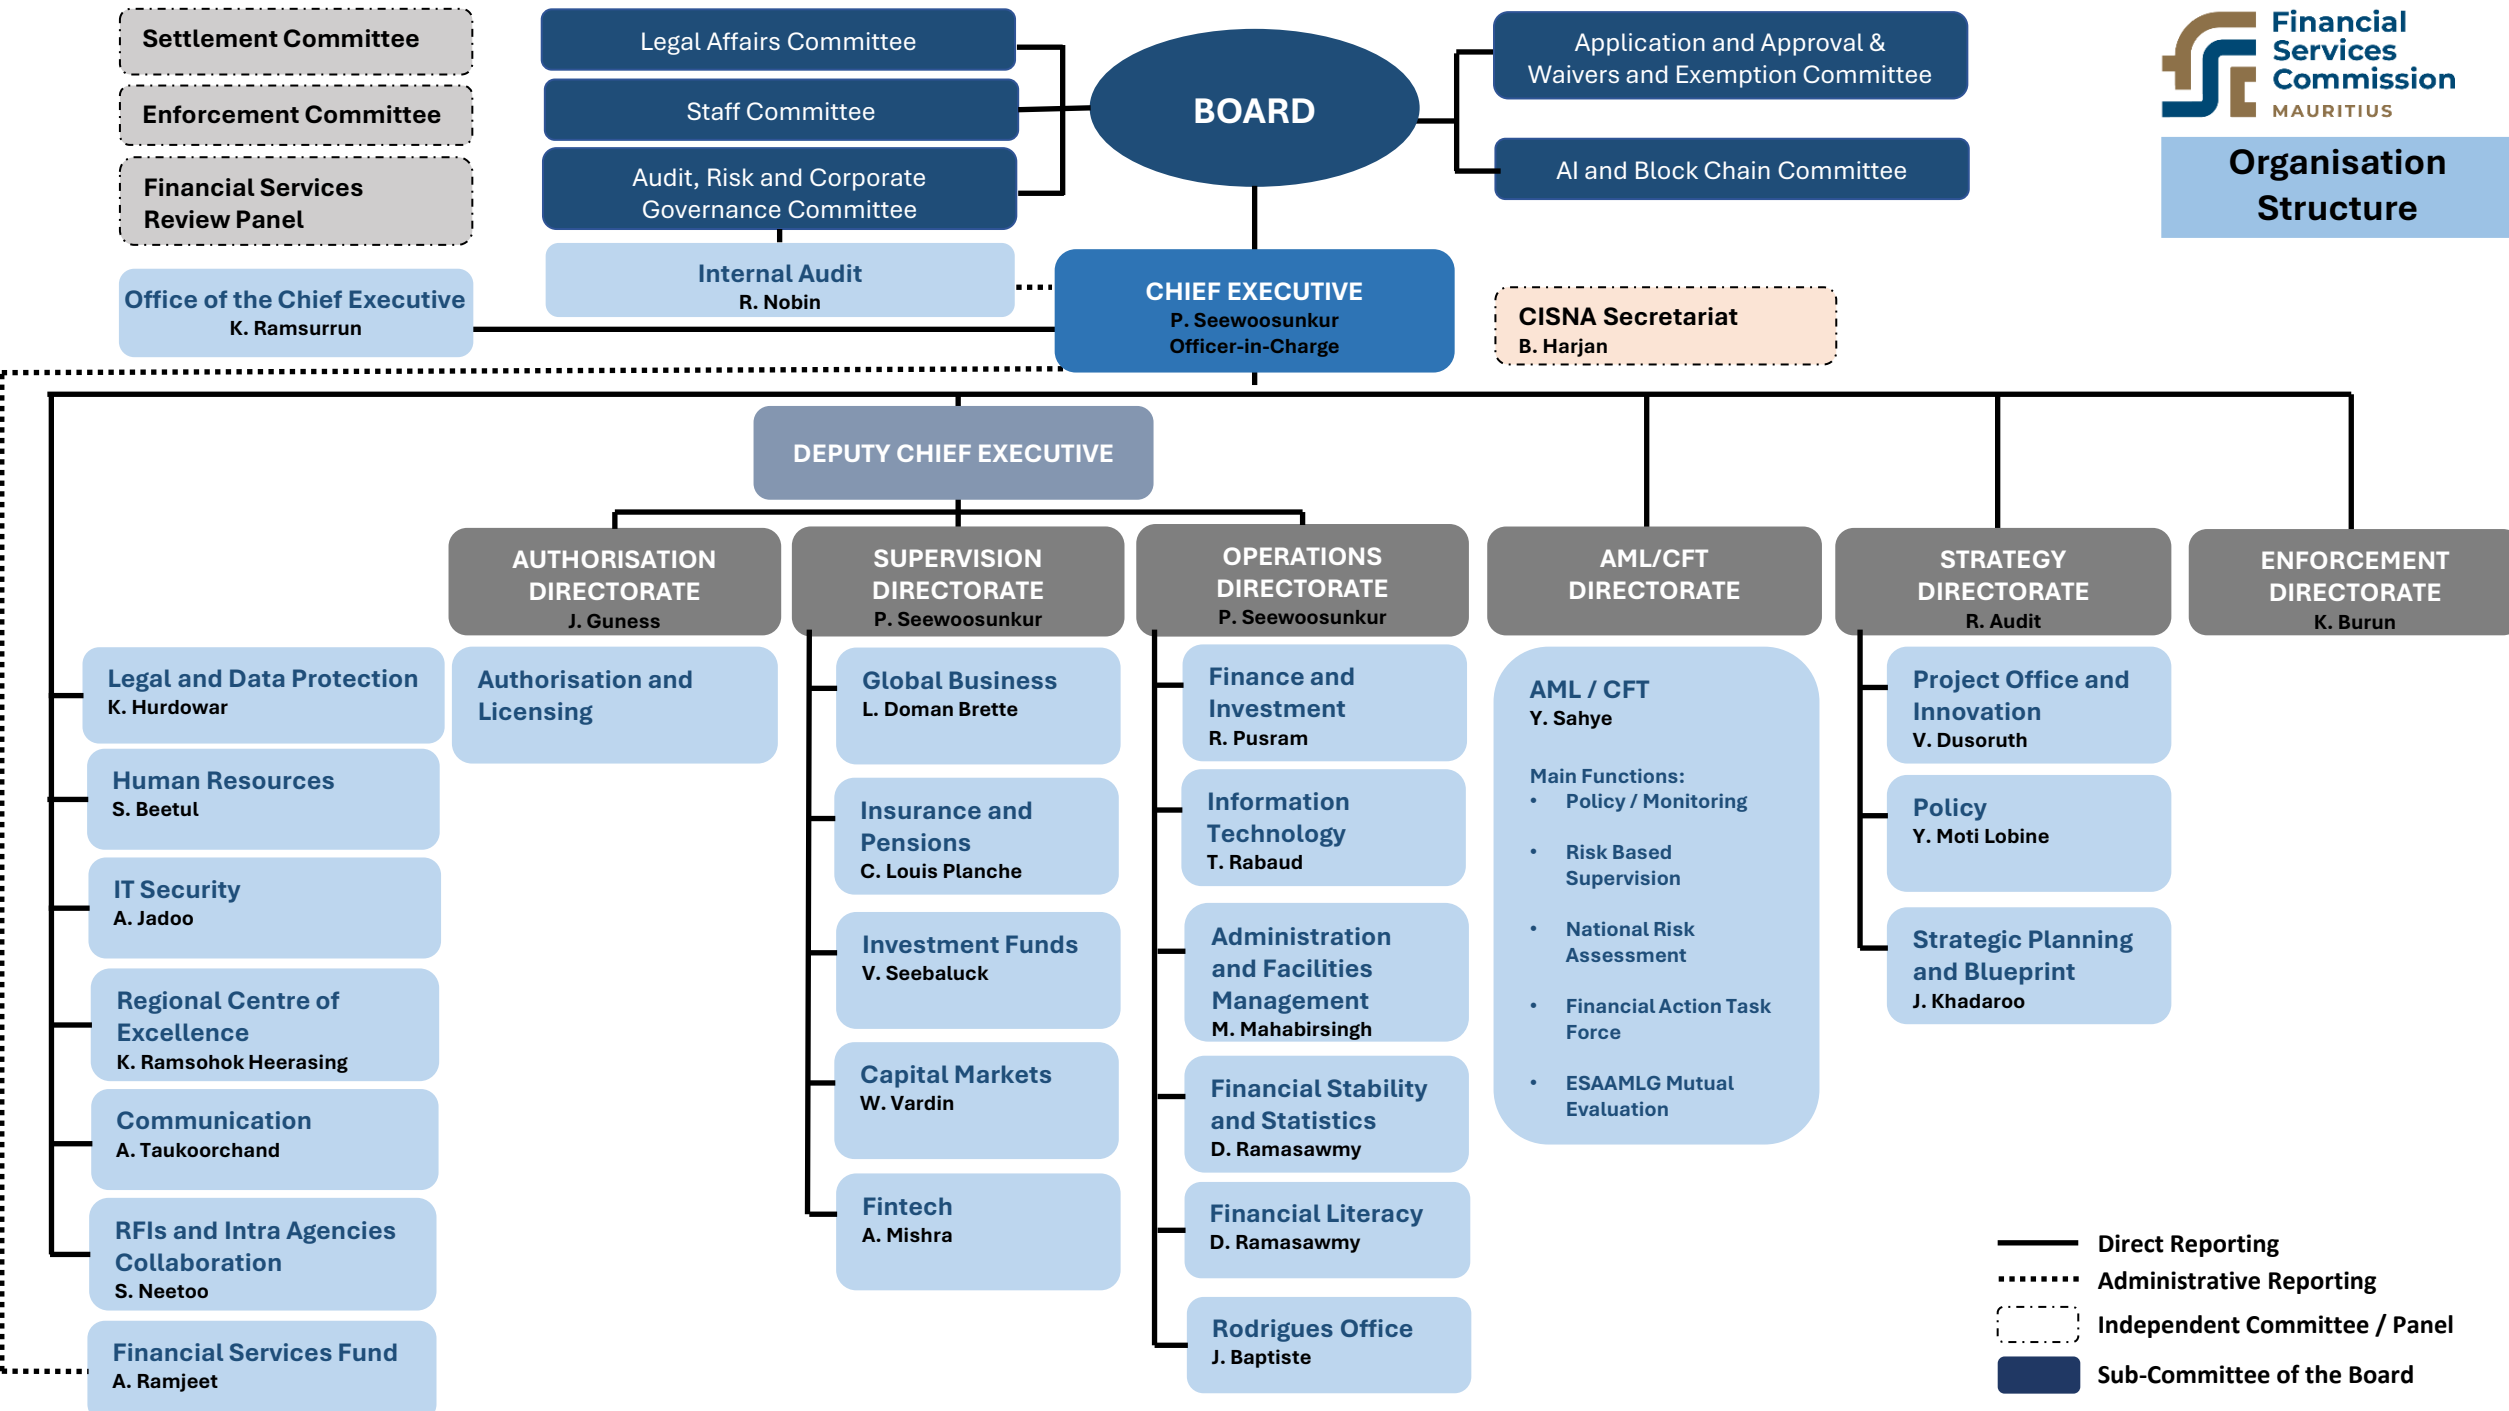 Settlement Committee
Enforcement Committee
Financial Services
Review Panel
Legal Affairs Committee
Staff Committee
Audit, Risk and Corporate
Governance Committee
BOARD
Application and Approval &
Waivers and Exemption Committee
AI and Block Chain Committee
Financial
Services
Commission
MAURITIUS
Organisation
Structure
Office of the Chief Executive
K. Ramsurrun
Internal Audit
R. Nobin
CHIEF EXECUTIVE
P. Seewoosunkur
Officer-in-Charge
CISNA Secretariat
B. Harjan
DEPUTY CHIEF EXECUTIVE
AUTHORISATION
DIRECTORATE
J. Guness
SUPERVISION
DIRECTORATE
P. Seewoosunkur
OPERATIONS
DIRECTORATE
P. Seewoosunkur
AML/CFT
DIRECTORATE
STRATEGY
DIRECTORATE
R. Audit
ENFORCEMENT
DIRECTORATE
K. Burun
Legal and Data Protection
K. Hurdowar
Human Resources
S. Beetul
IT Security
A. Jadoo
Regional Centre of
Excellence
K. Ramsohok Heerasing
Communication
A. Taukoorchand
RFIs and Intra Agencies
Collaboration
S. Neetoo
Financial Services Fund
A. Ramjeet
Authorisation and
Licensing
Global Business
L. Doman Brette
Insurance and
Pensions
C. Louis Planche
Investment Funds
V. Seebaluck
Capital Markets
W. Vardin
Fintech
A. Mishra
Finance and
Investment
R. Pusram
Information
Technology
T. Rabaud
Administration
and Facilities
Management
M. Mahabirsingh
Financial Stability
and Statistics
D. Ramasawmy
Financial Literacy
D. Ramasawmy
Rodrigues Office
J. Baptiste
AML / CFT
Y. Sahye
Main Functions:
• Policy / Monitoring
• Risk Based
Supervision
• National Risk
Assessment
• Financial Action Task
Force
• ESAAMLG Mutual
Evaluation
Project Office and
Innovation
V. Dusoruth
Policy
Y. Moti Lobine
Strategic Planning
and Blueprint
J. Khadaroo
Direct Reporting
Administrative Reporting
Independent Committee / Panel
Sub-Committee of the Board